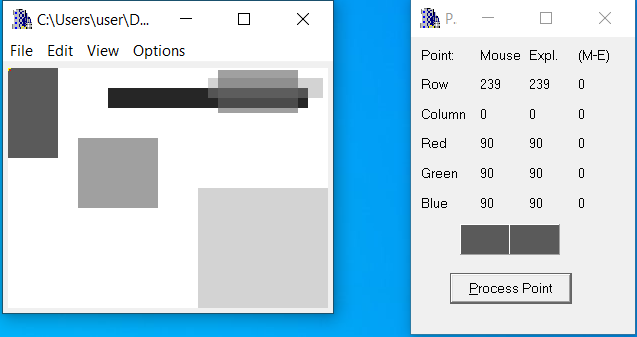 C:\Users\user\D...
File Edit View Options
P.
Point: Mouse Expl. (M-E)
Row 239 239 0
Column 0 0 0
Red 90 90 0
Green 90 90 0
Blue 90 90 0
Process Point